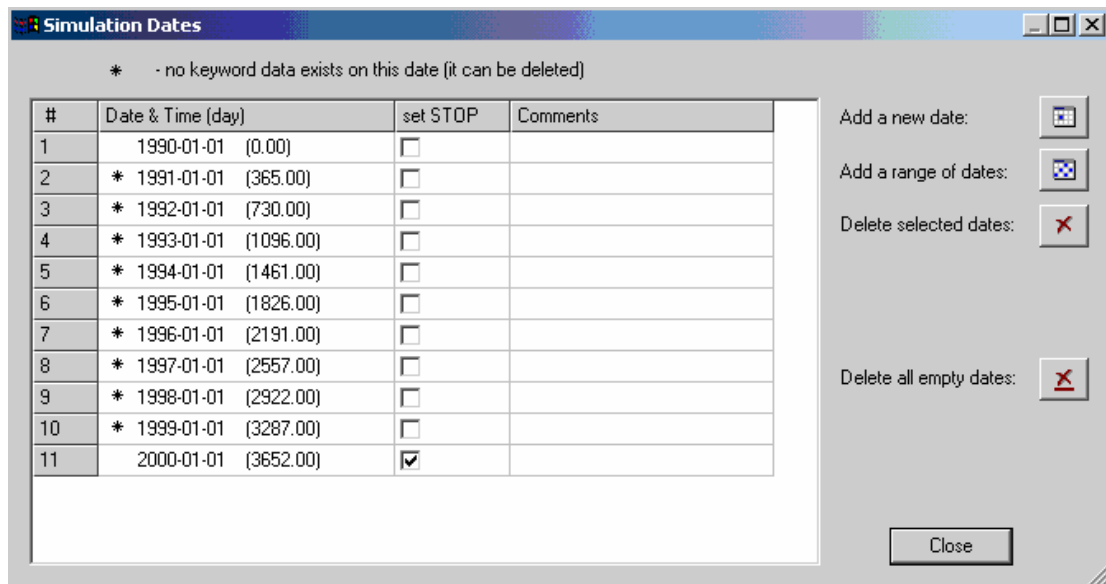 Simulation Dates
* - no keyword data exists on this date (it can be deleted)
# Date & Time (day) set STOP Comments
1 1990-01-01 (0.00)
2 * 1991-01-01 (365.00)
3 * 1992-01-01 (730.00)
4 * 1993-01-01 (1096.00)
5 * 1994-01-01 (1461.00)
6 * 1995-01-01 (1826.00)
7 * 1996-01-01 (2191.00)
8 * 1997-01-01 (2557.00)
9 * 1998-01-01 (2922.00)
10 * 1999-01-01 (3287.00)
11 2000-01-01 (3652.00)
Add a new date:
Add a range of dates:
Delete selected dates:
Delete all empty dates:
Close